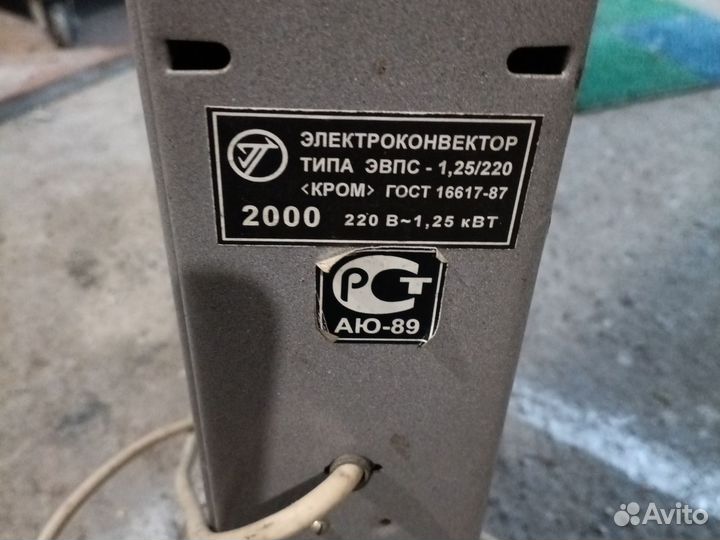 ЭЛЕКТРОКОНВЕКТОР
ТИПА ЭВПС - 1,25/220
<КРОМ> ГОСТ 16617-87
2000 220 В~1,25 кВТ
РСТ
АЮ-89
Avito